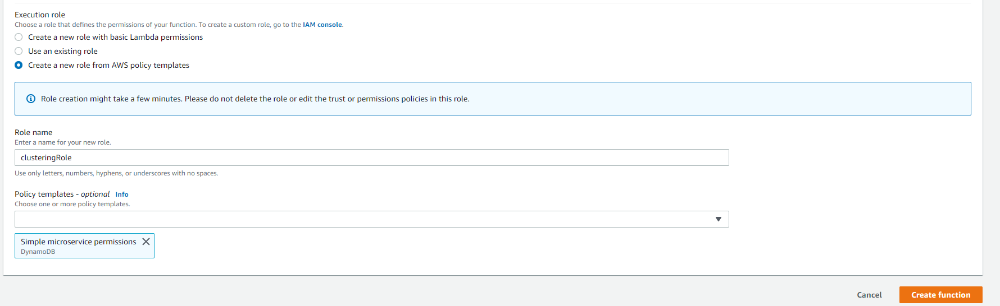 Execution role
Choose a role that defines the permissions of your function. To create a custom role, go to the IAM console.
Create a new role with basic Lambda permissions
Use an existing role
Create a new role from AWS policy templates
Role creation might take a few minutes. Please do not delete the role or edit the trust or permissions policies in this role.
Role name
Enter a name for your new role.
clusteringRole
Use only letters, numbers, hyphens, or underscores with no spaces.
Policy templates - optional Info
Choose one or more policy templates.
Simple microservice permissions
DynamoDB
Cancel Create function